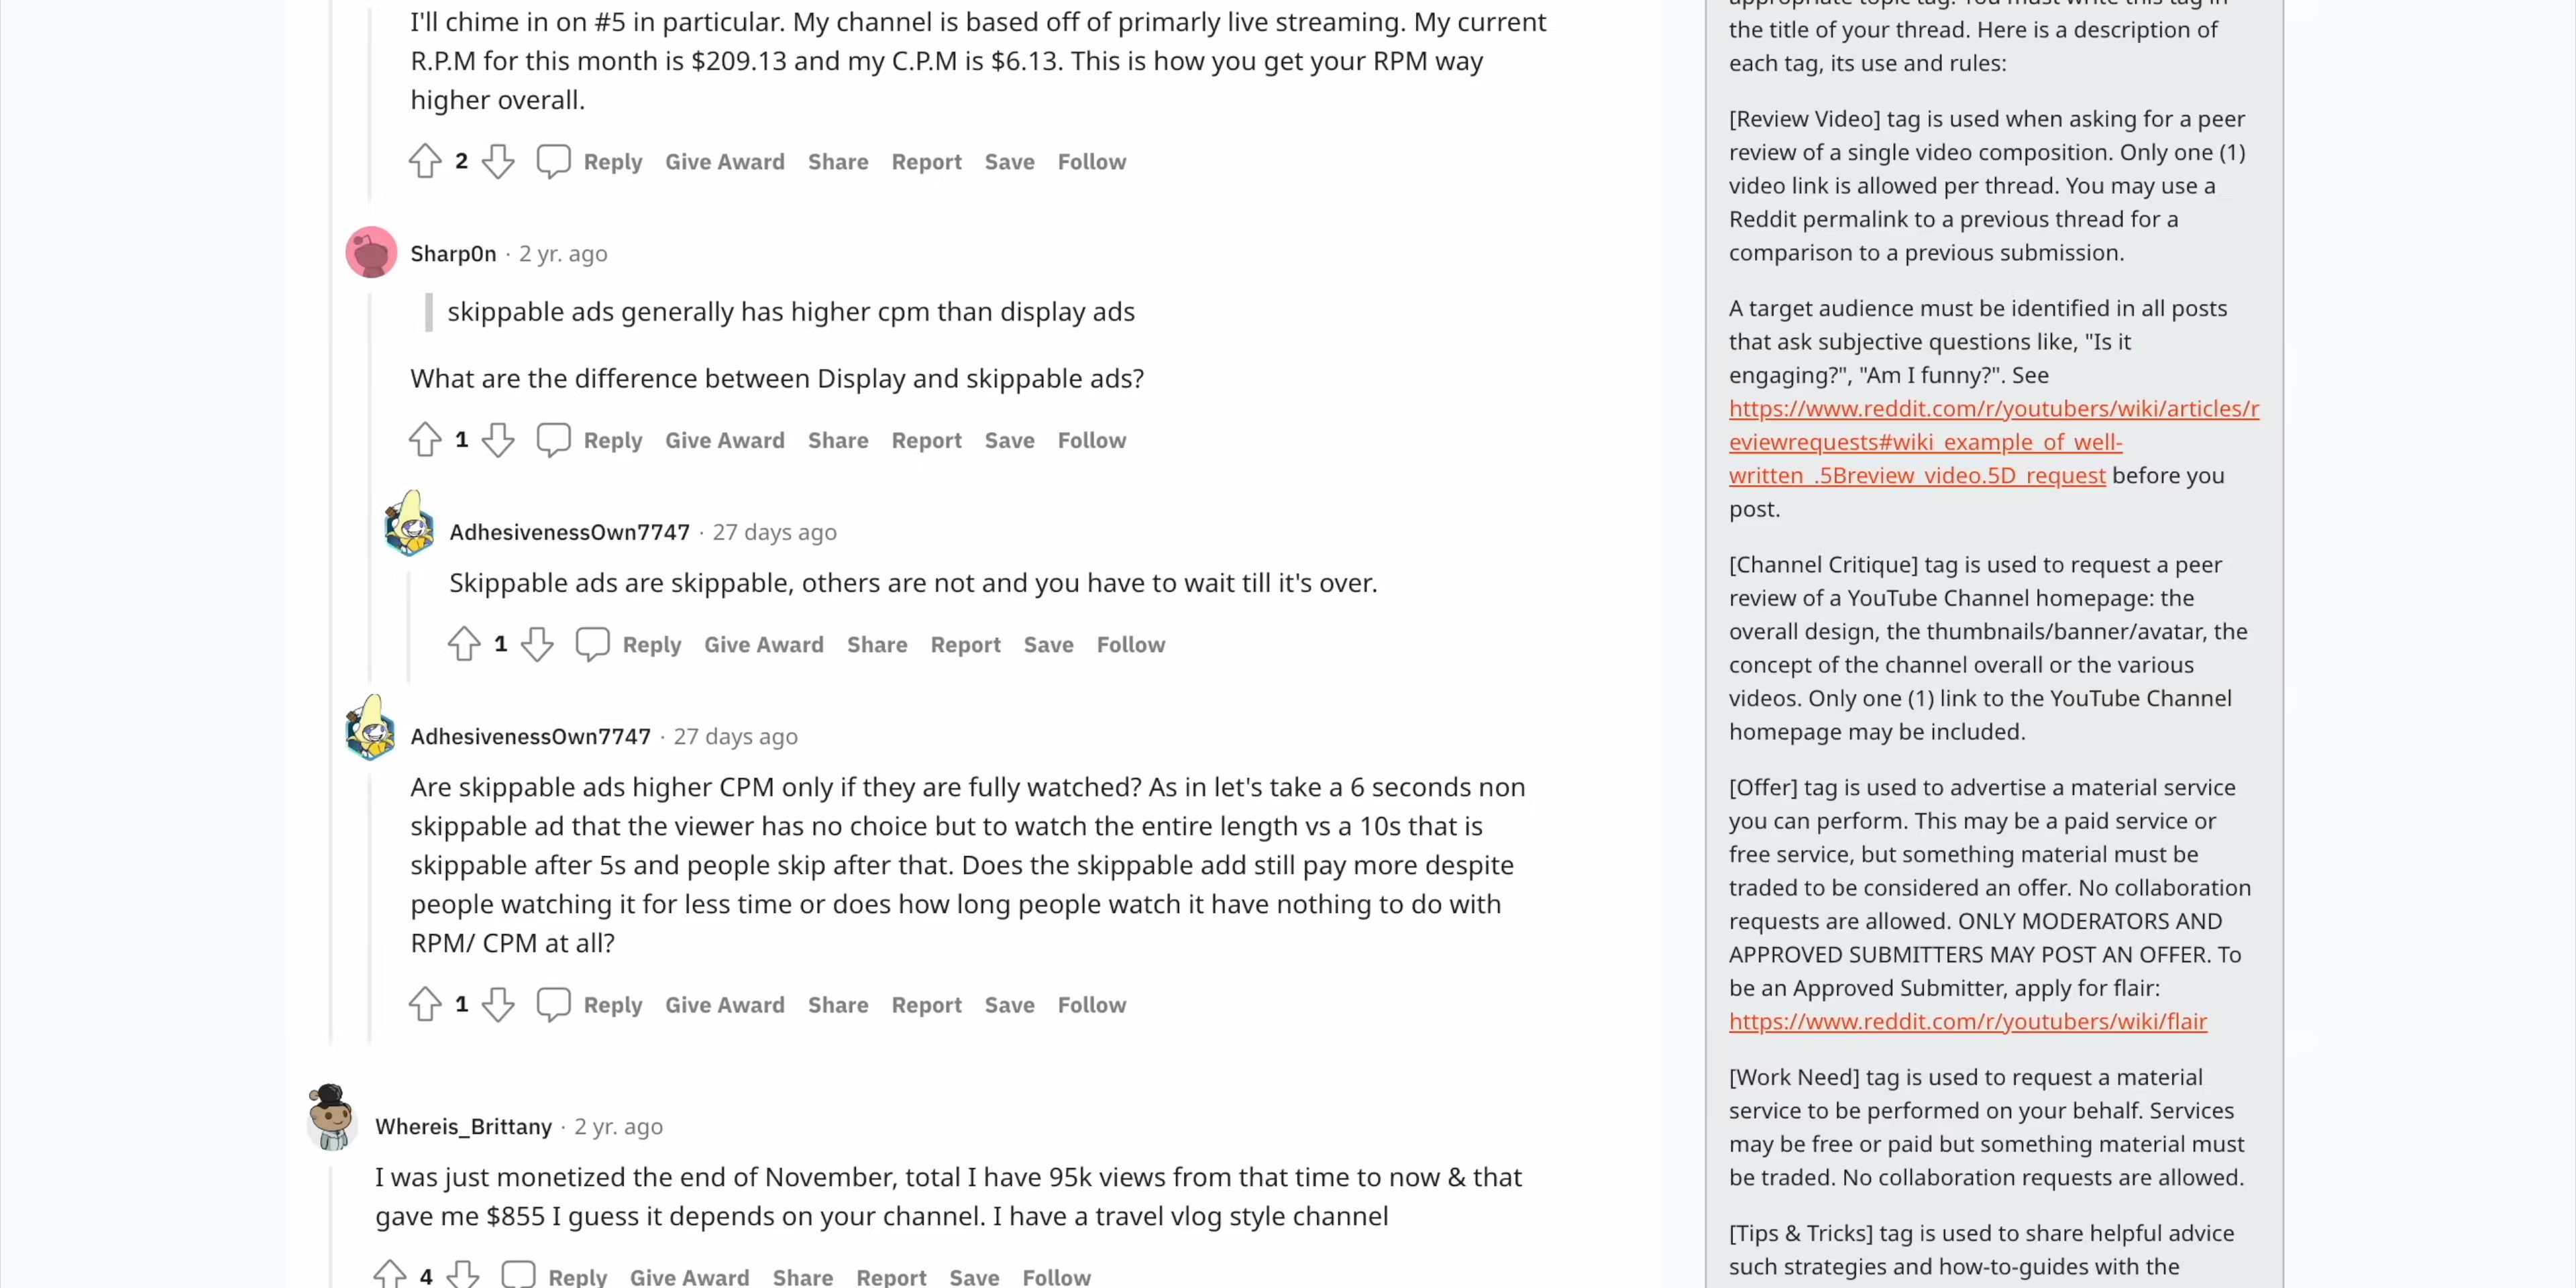 I'll chime in on #5 in particular. My channel is based off of primarly live streaming. My current
R.P.M for this month is $209.13 and my C.P.M is $6.13. This is how you get your RPM way
higher overall.
2 Reply Give Award Share Report Save Follow
Sharp0n · 2 yr. ago
skippable ads generally has higher cpm than display ads
What are the difference between Display and skippable ads?
1 Reply Give Award Share Report Save Follow
AdhesivenessOwn7747 · 27 days ago
Skippable ads are skippable, others are not and you have to wait till it's over.
1 Reply Give Award Share Report Save Follow
AdhesivenessOwn7747 · 27 days ago
Are skippable ads higher CPM only if they are fully watched? As in let's take a 6 seconds non
skippable ad that the viewer has no choice but to watch the entire length vs a 10s that is
skippable after 5s and people skip after that. Does the skippable add still pay more despite
people watching it for less time or does how long people watch it have nothing to do with
RPM/ CPM at all?
1 Reply Give Award Share Report Save Follow
Whereis_Brittany · 2 yr. ago
I was just monetized the end of November, total I have 95k views from that time to now & that
gave me $855 I guess it depends on your channel. I have a travel vlog style channel
4 Reply Give Award Share Report Save Follow
appropriate topic tag. You must write this tag in
the title of your thread. Here is a description of
each tag, its use and rules:
[Review Video] tag is used when asking for a peer
review of a single video composition. Only one (1)
video link is allowed per thread. You may use a
Reddit permalink to a previous thread for a
comparison to a previous submission.
A target audience must be identified in all posts
that ask subjective questions like, "Is it
engaging?", "Am I funny?". See
https://www.reddit.com/r/youtubers/wiki/articles/r
eviewrequests#wiki_example_of_well-
written_.5Breview_video.5D_request before you
post.
[Channel Critique] tag is used to request a peer
review of a YouTube Channel homepage: the
overall design, the thumbnails/banner/avatar, the
concept of the channel overall or the various
videos. Only one (1) link to the YouTube Channel
homepage may be included.
[Offer] tag is used to advertise a material service
you can perform. This may be a paid service or
free service, but something material must be
traded to be considered an offer. No collaboration
requests are allowed. ONLY MODERATORS AND
APPROVED SUBMITTERS MAY POST AN OFFER. To
be an Approved Submitter, apply for flair:
https://www.reddit.com/r/youtubers/wiki/flair
[Work Need] tag is used to request a material
service to be performed on your behalf. Services
may be free or paid but something material must
be traded. No collaboration requests are allowed.
[Tips & Tricks] tag is used to share helpful advice
such strategies and how-to-guides with the